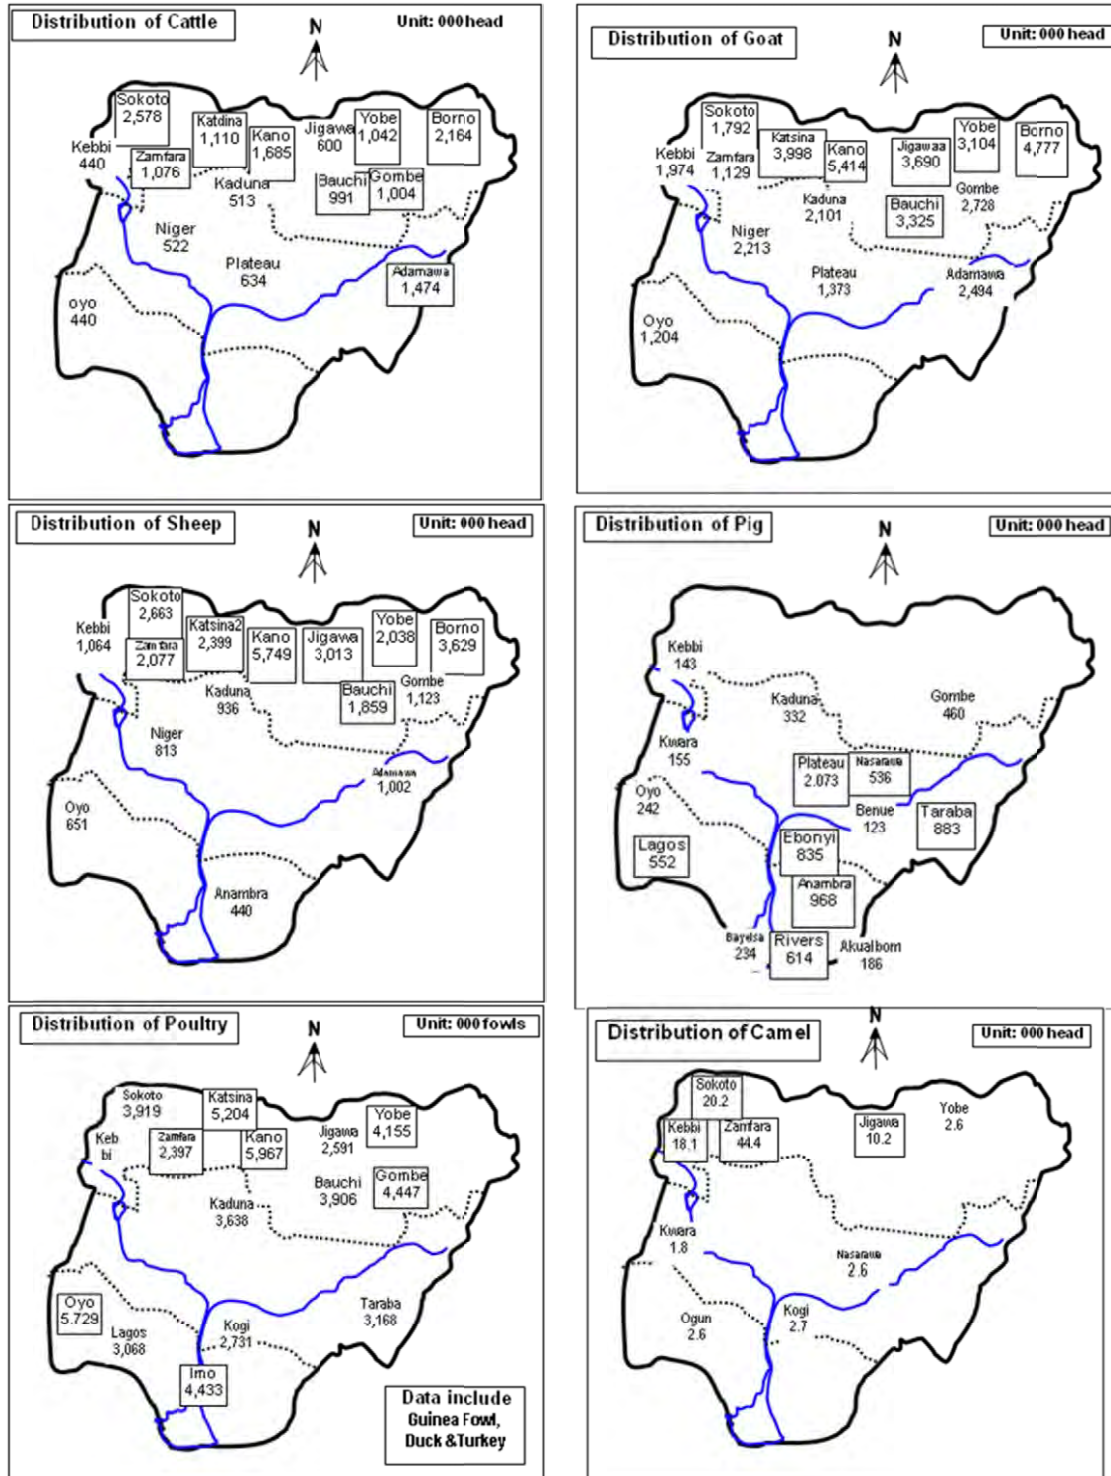 Distribution of Cattle
Unit: 000head
N
Sokoto
2,578
Katdina
1,110
Kano
1,685
Jigawa
600
Yobe
1,042
Borno
2,164
Kebbi
440
Zamfara
1,076
Kaduna
513
Bauchi
991
Gombe
1,004
Niger
522
Plateau
634
Adamawa
1,474
oyo
440
Distribution of Goat
Unit: 000 head
N
Sokoto
1,792
Katsina
3,998
Kano
5,414
Jigawaa
3,690
Yobe
3,104
Borno
4,777
Kebbi
1,974
Zamfara
1,129
Kaduna
2,101
Bauchi
3,325
Gombe
2,728
Niger
2,213
Plateau
1,373
Adamawa
2,494
Oyo
1,204
Distribution of Sheep
Unit: 000 head
N
Sokoto
2,663
Kebbi
1,064
Zamfara
2,077
Katsina2
2,399
Kano
5,749
Jigawa
3,013
Yobe
2,038
Borno
3,629
Kaduna
936
Bauchi
1,859
Gombe
1,123
Niger
813
Adamawa
1,002
Oyo
651
Anambra
440
Distribution of Pig
Unit: 000 head
N
Kebbi
143
Kaduna
332
Gombe
460
Kwara
155
Plateau
2.073
Nasarawa
536
Oyo
242
Benue
123
Taraba
883
Lagos
552
Ebonyi
835
Anambra
968
Bayelsa
234
Rivers
614
Akualbom
186
Distribution of Poultry
Unit: 000 fowls
N
Sokoto
3,919
Katsina
5,204
Yobe
4,155
Keb
bi
Zamfara
2,397
Kano
5,967
Jigawa
2,591
Kaduna
3,638
Bauchi
3,906
Gombe
4,447
Oyo
5.729
Lagos
3,068
Kogi
2,731
Taraba
3,168
Imo
4,433
Data include
Guinea Fowl,
Duck &Turkey
Distribution of Camel
Unit: 000 head
N
Sokoto
20.2
Kebbi
18.1
Zamfara
44.4
Jigawa
10.2
Yobe
2.6
Kwara
1.8
Nasarawa
2.6
Ogun
2.6
Kogi
2.7